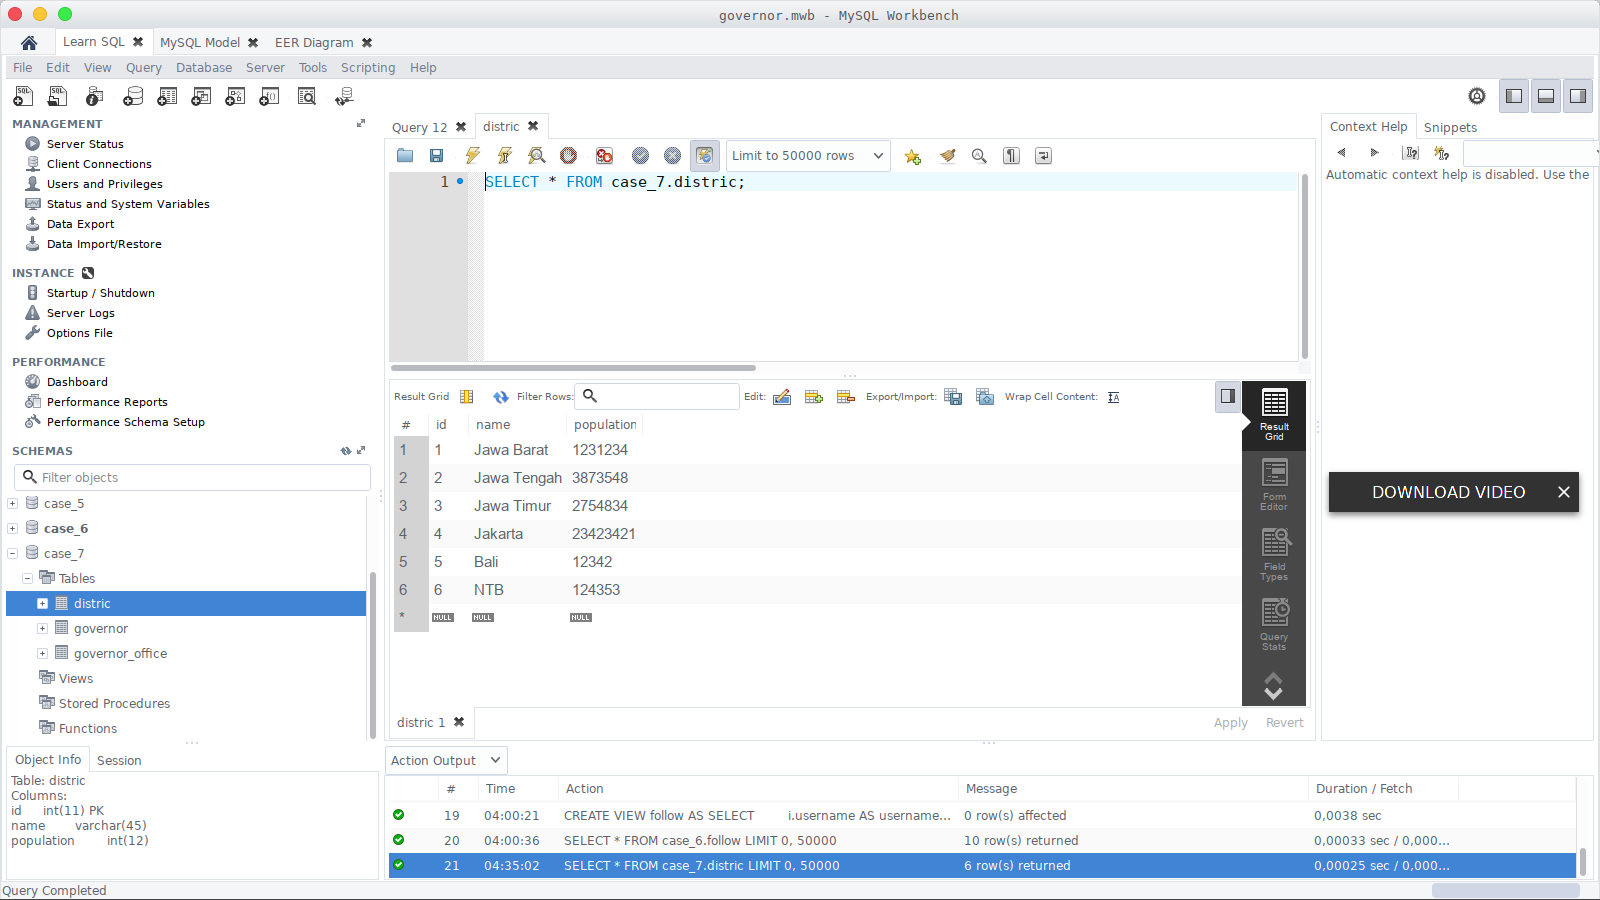 governor.mwb - MySQL Workbench
Learn SQL
MySQL Model
EER Diagram
File Edit View Query Database Server Tools Scripting Help
MANAGEMENT
Server Status
Client Connections
Users and Privileges
Status and System Variables
Data Export
Data Import/Restore
INSTANCE
Startup / Shutdown
Server Logs
Options File
PERFORMANCE
Dashboard
Performance Reports
Performance Schema Setup
SCHEMAS
Filter objects
case_5
case_6
case_7
Tables
distric
governor
governor_office
Views
Stored Procedures
Functions
Object Info Session
Table: distric
Columns:
id int(11) PK
name varchar(45)
population int(12)
Query Completed
Query 12
distric
Limit to 50000 rows
1 SELECT * FROM case_7.distric;
Result Grid Filter Rows: Edit: Export/Import: Wrap Cell Content:
# id name population
1 1 Jawa Barat 1231234
2 2 Jawa Tengah 3873548
3 3 Jawa Timur 2754834
4 4 Jakarta 23423421
5 5 Bali 12342
6 6 NTB 124353
* NULL NULL NULL
Result
Grid
Form
Editor
Field
Types
Query
Stats
distric 1
Apply Revert
Action Output
# Time Action Message Duration / Fetch
19 04:00:21 CREATE VIEW follow AS SELECT i.username AS username... 0 row(s) affected 0,0038 sec
20 04:00:36 SELECT * FROM case_6.follow LIMIT 0, 50000 10 row(s) returned 0,00033 sec / 0,000...
21 04:35:02 SELECT * FROM case_7.distric LIMIT 0, 50000 6 row(s) returned 0,00025 sec / 0,000...
Context Help Snippets
Automatic context help is disabled. Use the
DOWNLOAD VIDEO